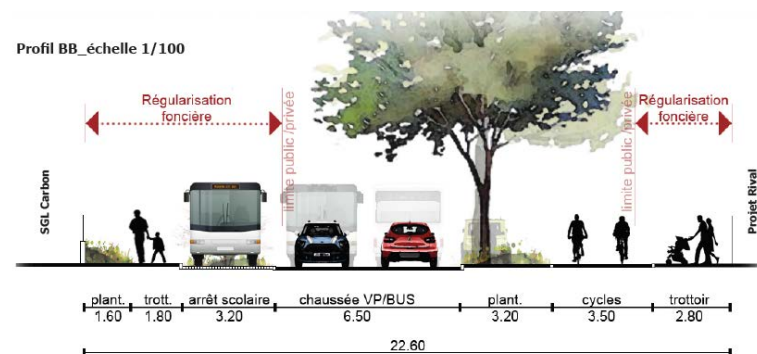 Profil BB_échelle 1/100
Régularisation
foncière
limite public /privée
limite public /privée
Régularisation
foncière
SGL Carbon
Projet Rival
plant. trott. arrêt scolaire chaussée VP/BUS plant. cycles trottoir
1.60 1.80 3.20 6.50 3.20 3.50 2.80
22.60